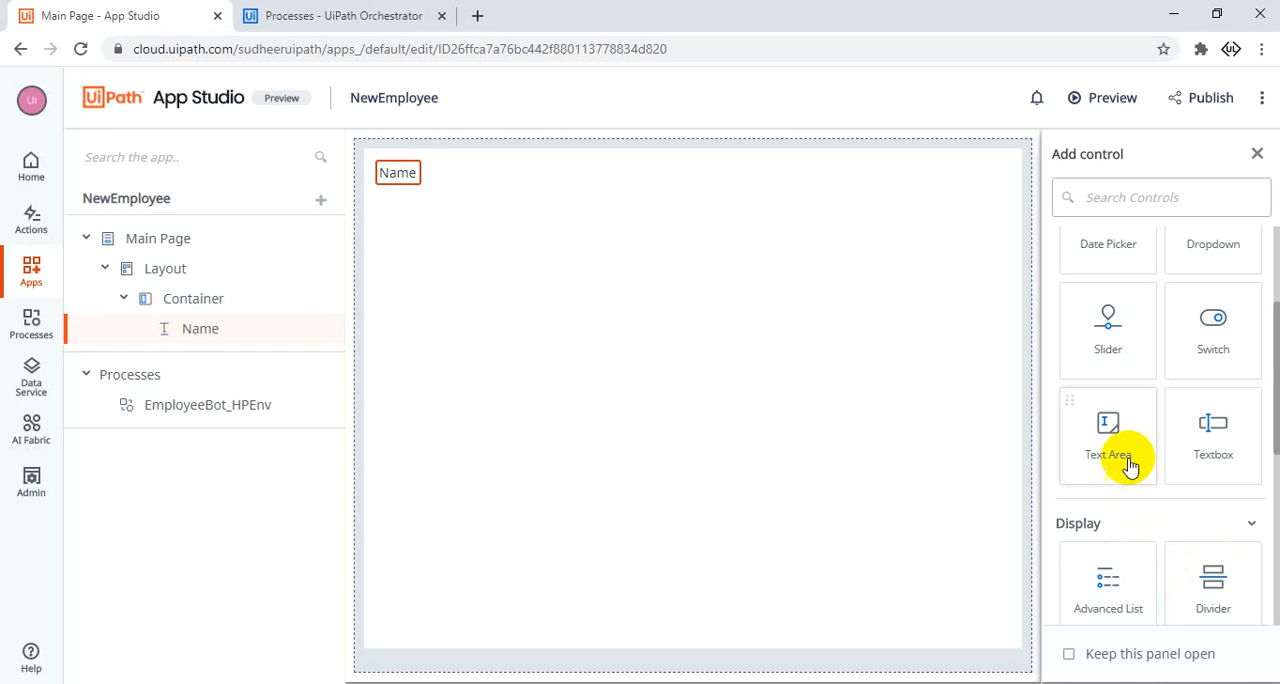 Main Page - App Studio
Processes - UiPath Orchestrator
cloud.uipath.com/sudheeruipath/apps_/default/edit/ID26ffca7a76bc442f880113778834d820
UI
UiPath App Studio Preview NewEmployee
Preview
Publish
Home
Actions
Apps
Processes
Data Service
AI Fabric
Admin
Help
Search the app..
NewEmployee
Main Page
Layout
Container
Name
Processes
EmployeeBot_HPEnv
Name
Add control
Search Controls
Date Picker
Dropdown
Slider
Switch
Text Area
Textbox
Display
Advanced List
Divider
Keep this panel open